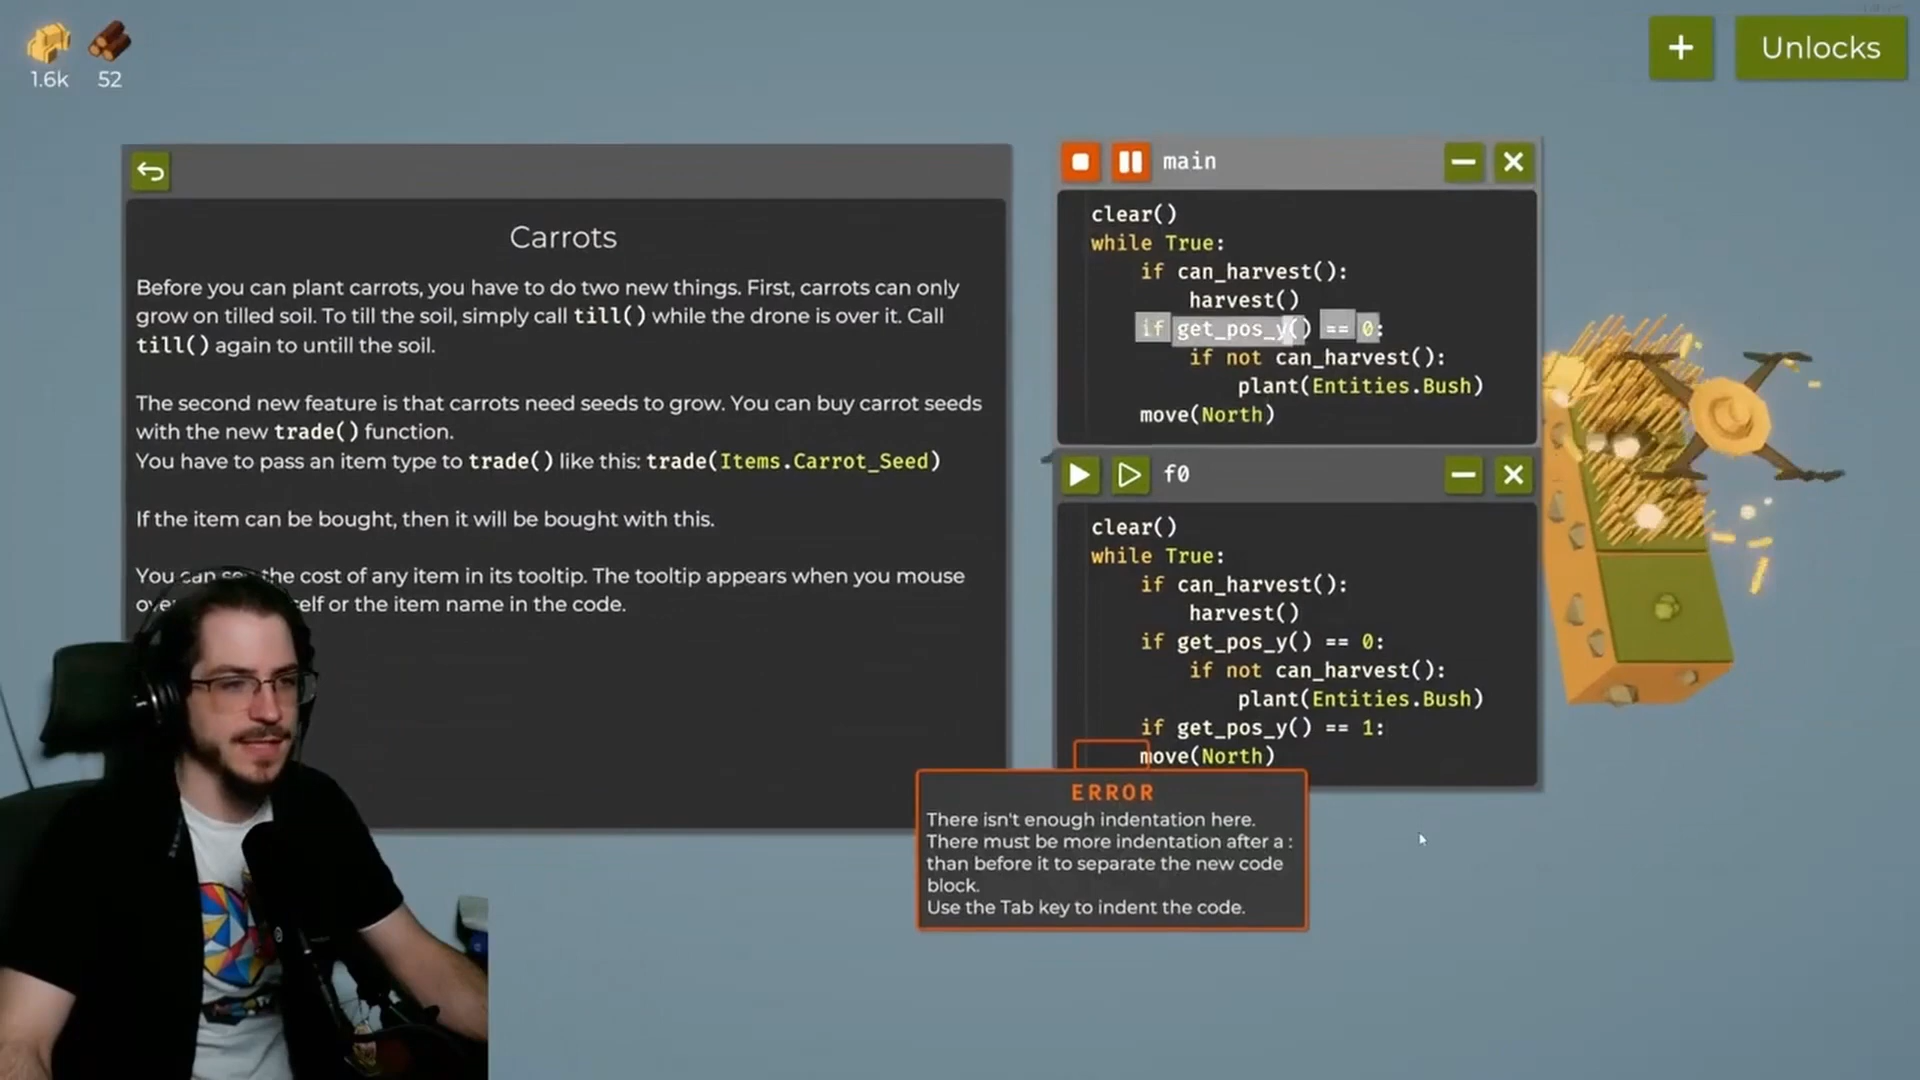 1.6k
52
+
Unlocks
Carrots
Before you can plant carrots, you have to do two new things. First, carrots can only
grow on tilled soil. To till the soil, simply call till() while the drone is over it. Call
till() again to untill the soil.
The second new feature is that carrots need seeds to grow. You can buy carrot seeds
with the new trade() function.
You have to pass an item type to trade() like this: trade(Items.Carrot_Seed)
If the item can be bought, then it will be bought with this.
You can see the cost of any item in its tooltip. The tooltip appears when you mouse
self or the item name in the code.
main
clear()
while True:
if can_harvest():
harvest()
if get_pos_y() == 0:
if not can_harvest():
plant(Entities.Bush)
move(North)
f0
clear()
while True:
if can_harvest():
harvest()
if get_pos_y() == 0:
if not can_harvest():
plant(Entities.Bush)
if get_pos_y() == 1:
move(North)
ERROR
There isn't enough indentation here.
There must be more indentation after a :
than before it to separate the new code
block.
Use the Tab key to indent the code.